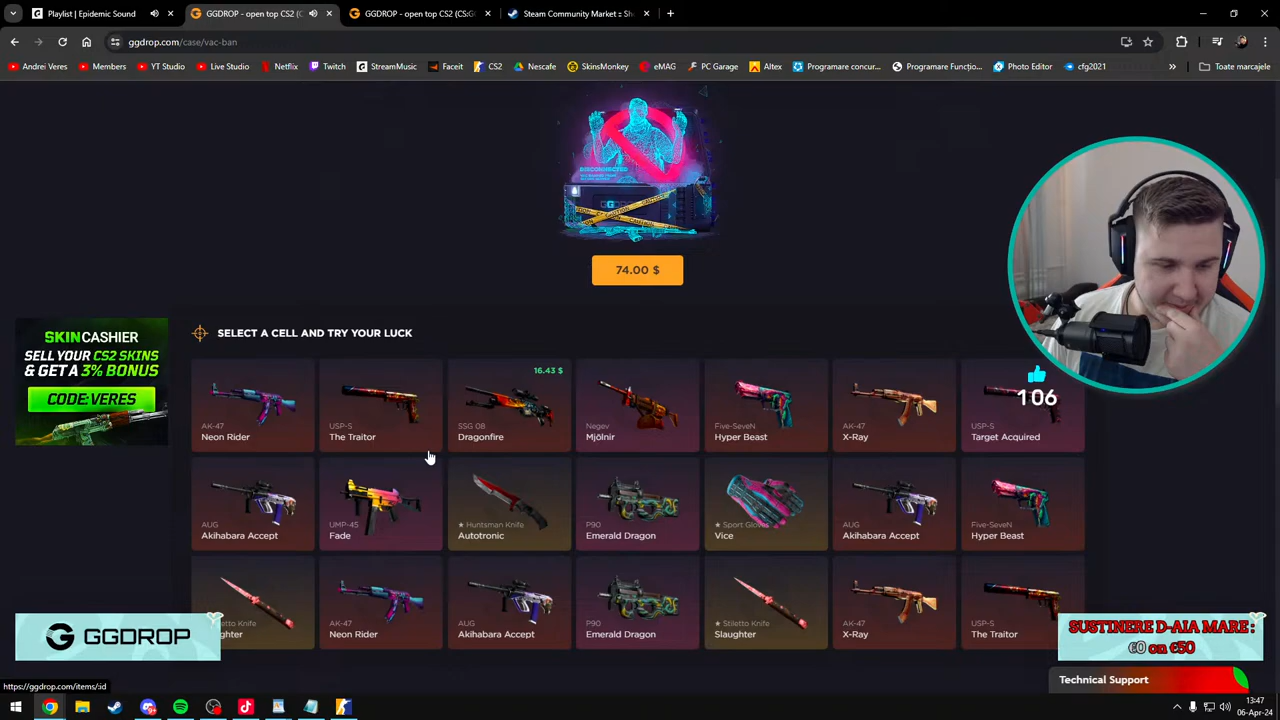 Playlist | Epidemic Sound
GGDROP - open top CS2 (C
GGDROP - open top CS2 (CS:G
Steam Community Market :: Sh
ggdrop.com/case/vac-ban
Andrei Veres
Members
YT Studio
Live Studio
Netflix
Twitch
StreamMusic
Faceit
CS2
Nescafe
SkinsMonkey
eMAG
PC Garage
Altex
Programare concur...
Programare Funcțio...
Photo Editor
cfg2021
Toate marcajele
GGDROP
74.00 $
SKINCASHIER
SELL YOUR CS2 SKINS
& GET A 3% BONUS
CODE VERES
SELECT A CELL AND TRY YOUR LUCK
AK-47
Neon Rider
USP-S
The Traitor
16.43 $
SSG 08
Dragonfire
Negev
Mjölnir
Five-SeveN
Hyper Beast
AK-47
X-Ray
106
USP-S
Target Acquired
AUG
Akihabara Accept
UMP-45
Fade
★ Huntsman Knife
Autotronic
P90
Emerald Dragon
★ Sport Gloves
Vice
AUG
Akihabara Accept
Five-SeveN
Hyper Beast
tiletto Knife
ghter
AK-47
Neon Rider
AUG
Akihabara Accept
P90
Emerald Dragon
★ Stiletto Knife
Slaughter
AK-47
X-Ray
USP-S
The Traitor
GGDROP
SUSTINERE D-AIA MARE :
€0 on €50
Technical Support
https://ggdrop.com/items/:id
13:47
06-Apr-24